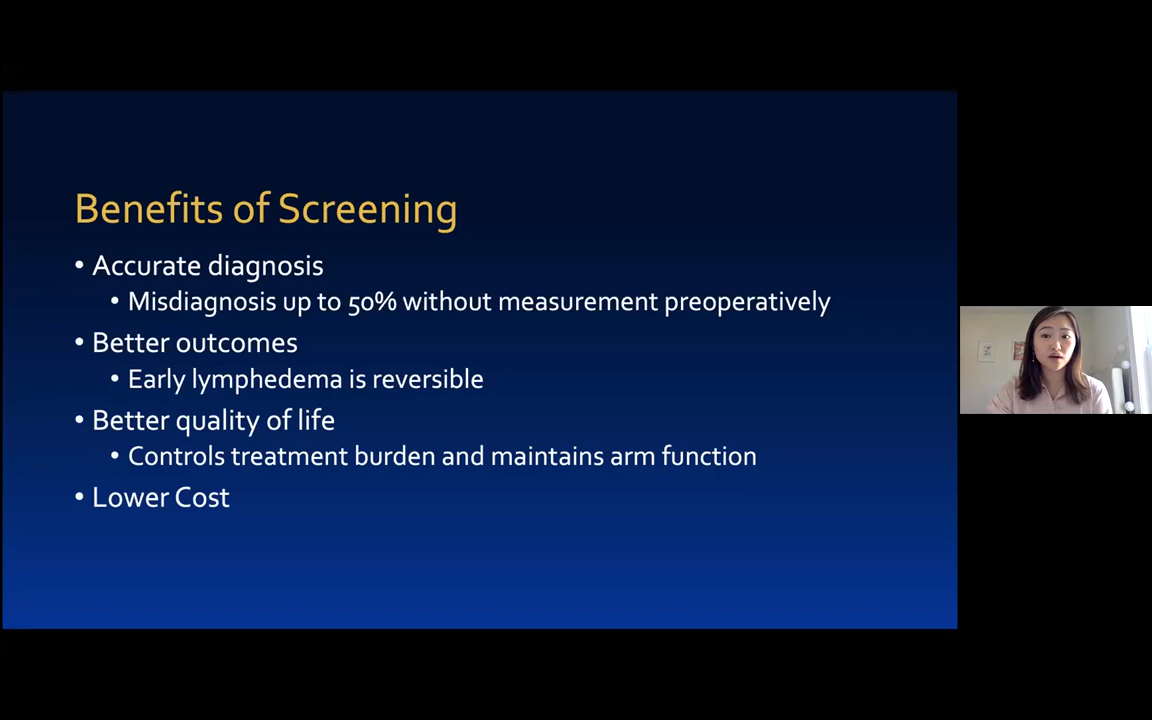 Benefits of Screening
• Accurate diagnosis
• Misdiagnosis up to 50% without measurement preoperatively
• Better outcomes
• Early lymphedema is reversible
• Better quality of life
• Controls treatment burden and maintains arm function
• Lower Cost